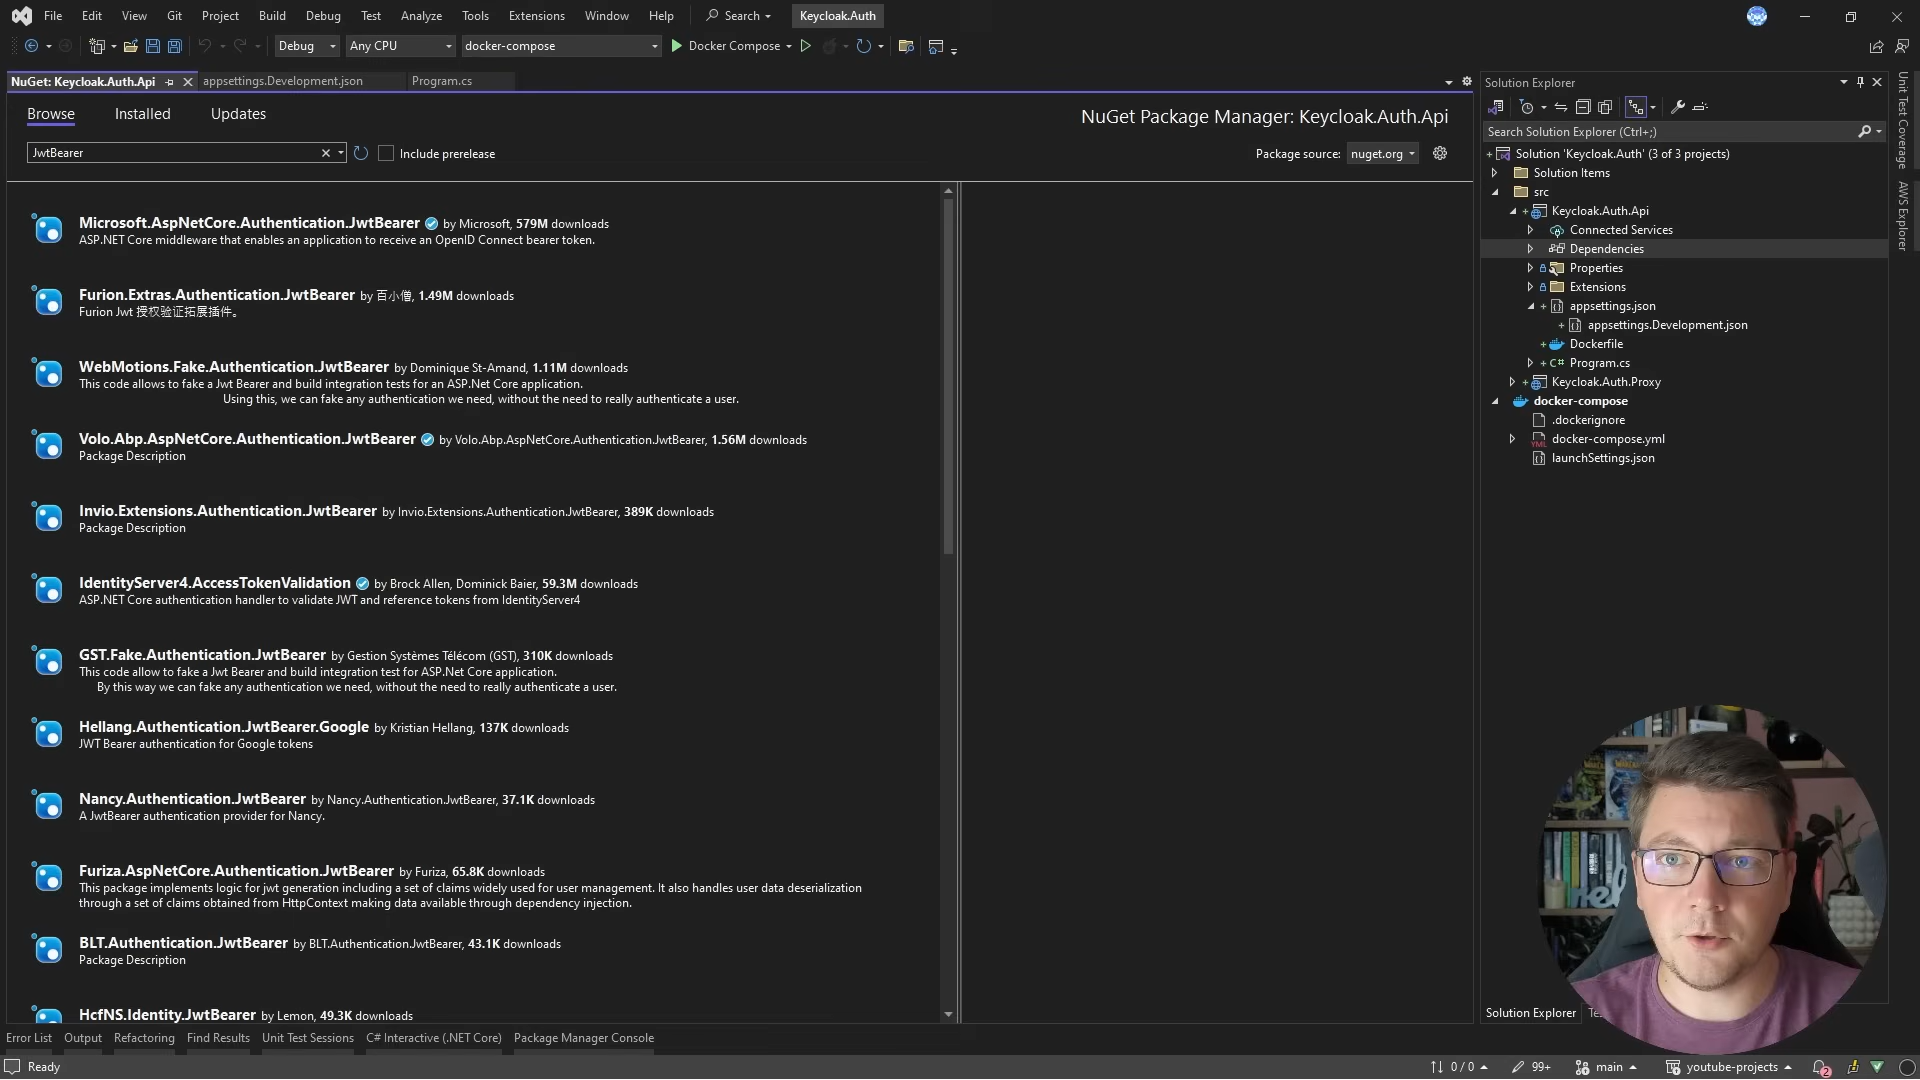 File Edit View Git Project Build Debug Test Analyze Tools Extensions Window Help Search Keycloak.Auth
Debug Any CPU docker-compose Docker Compose
NuGet: Keycloak.Auth.Api appsettings.Development.json Program.cs
Browse Installed Updates
NuGet Package Manager: Keycloak.Auth.Api
JwtBearer Include prerelease
Package source: nuget.org
Microsoft.AspNetCore.Authentication.JwtBearer by Microsoft, 579M downloads
ASP.NET Core middleware that enables an application to receive an OpenID Connect bearer token.
Furion.Extras.Authentication.JwtBearer by 百小僧, 1.49M downloads
Furion Jwt 授权验证拓展插件。
WebMotions.Fake.Authentication.JwtBearer by Dominique St-Amand, 1.11M downloads
This code allows to fake a Jwt Bearer and build integration tests for an ASP.Net Core application.
Using this, we can fake any authentication we need, without the need to really authenticate a user.
Volo.Abp.AspNetCore.Authentication.JwtBearer by Volo.Abp.AspNetCore.Authentication.JwtBearer, 1.56M downloads
Package Description
Invio.Extensions.Authentication.JwtBearer by Invio.Extensions.Authentication.JwtBearer, 389K downloads
Package Description
IdentityServer4.AccessTokenValidation by Brock Allen, Dominick Baier, 59.3M downloads
ASP.NET Core authentication handler to validate JWT and reference tokens from IdentityServer4
GST.Fake.Authentication.JwtBearer by Gestion Systèmes Télécom (GST), 310K downloads
This code allow to fake a Jwt Bearer and build integration test for ASP.Net Core application.
By this way we can fake any authentication we need, without the need to really authenticate a user.
Hellang.Authentication.JwtBearer.Google by Kristian Hellang, 137K downloads
JWT Bearer authentication for Google tokens
Nancy.Authentication.JwtBearer by Nancy.Authentication.JwtBearer, 37.1K downloads
A JwtBearer authentication provider for Nancy.
Furiza.AspNetCore.Authentication.JwtBearer by Furiza, 65.8K downloads
This package implements logic for jwt generation including a set of claims widely used for user management. It also handles user data deserialization
through a set of claims obtained from HttpContext making data available through dependency injection.
BLT.Authentication.JwtBearer by BLT.Authentication.JwtBearer, 43.1K downloads
Package Description
HcfNS.Identity.JwtBearer by Lemon, 49.3K downloads
Solution Explorer
Search Solution Explorer (Ctrl+;)
Solution 'Keycloak.Auth' (3 of 3 projects)
Solution Items
src
Keycloak.Auth.Api
Connected Services
Dependencies
Properties
Extensions
appsettings.json
appsettings.Development.json
Dockerfile
C# Program.cs
Keycloak.Auth.Proxy
docker-compose
.dockerignore
docker-compose.yml
launchSettings.json
Unit Test Coverage
AWS Explorer
Solution Explorer
Error List Output Refactoring Find Results Unit Test Sessions C# Interactive (.NET Core) Package Manager Console
Ready 0 / 0 99+ main youtube-projects 2